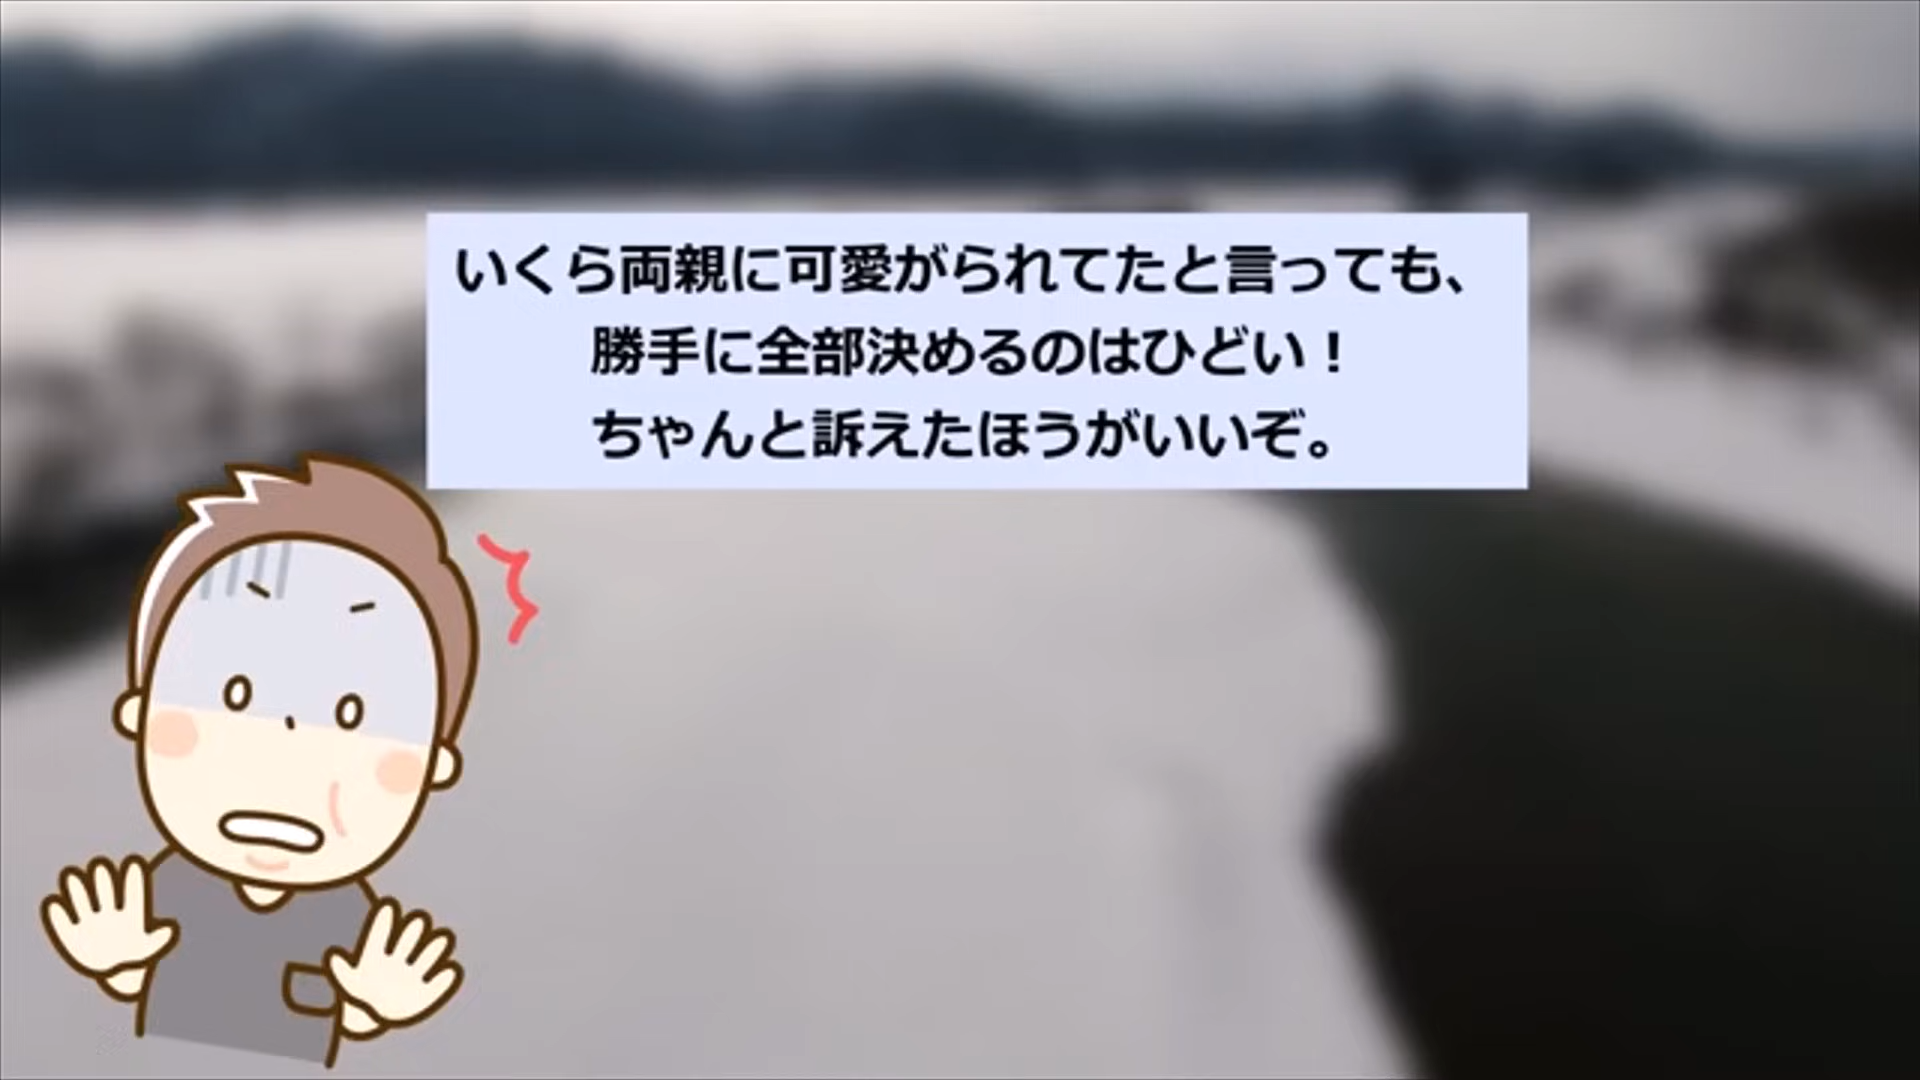 いくら両親に可愛がられてたと言っても、
勝手に全部決めるのはひどい！
ちゃんと訴えたほうがいいぞ。